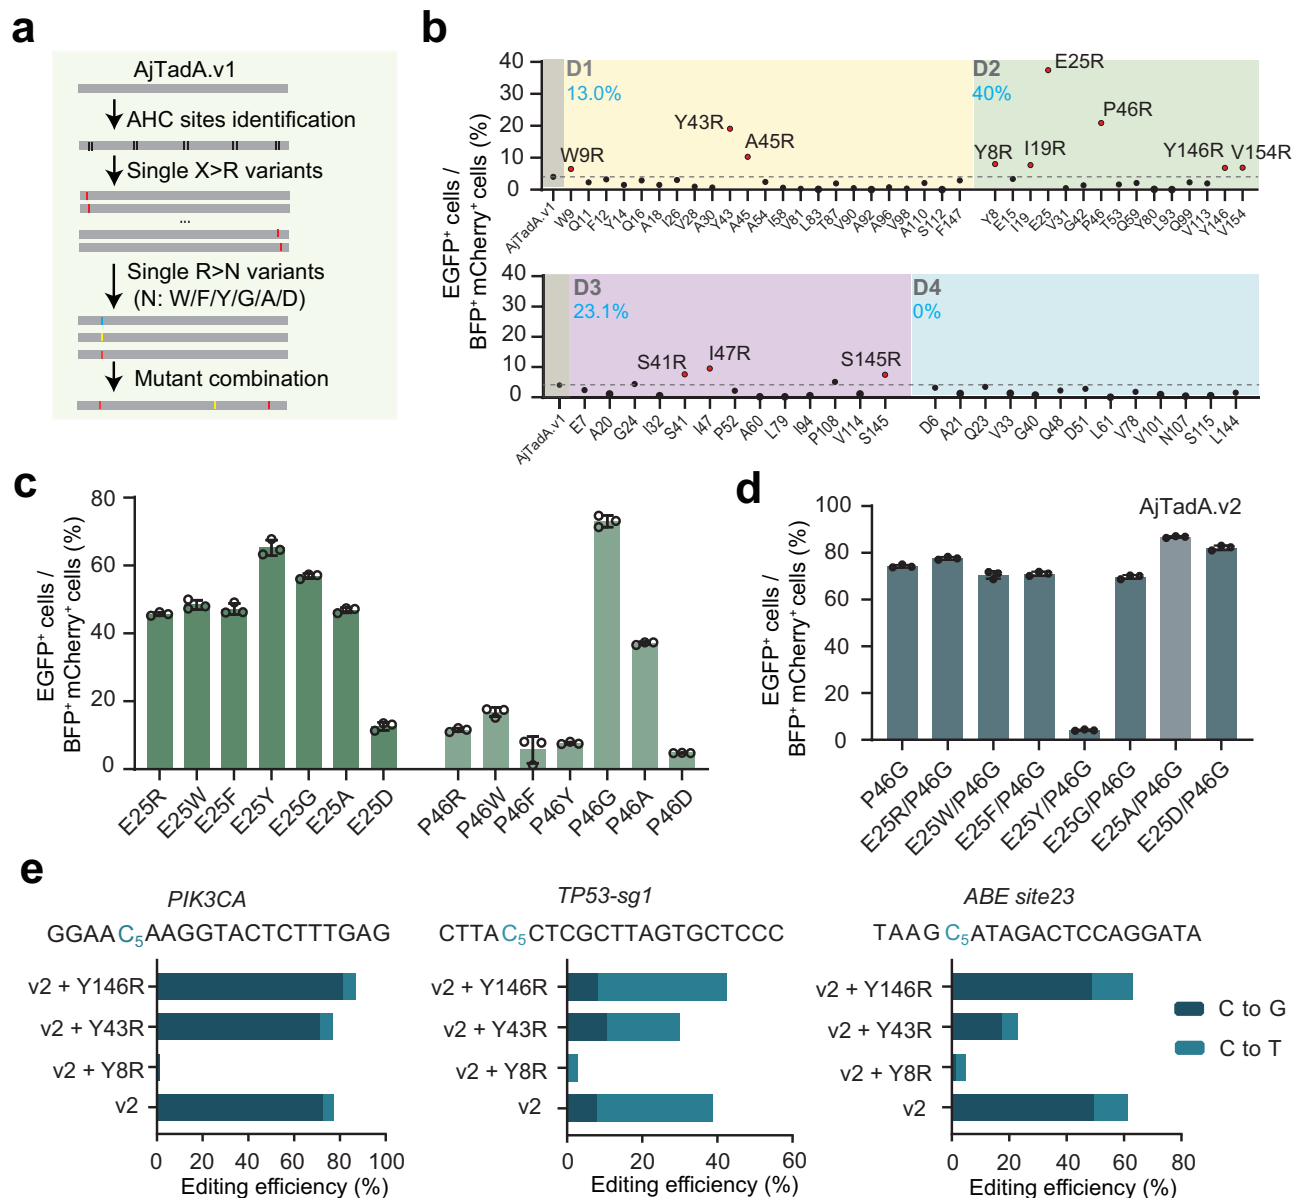 a
AjTadA.v1
AHC sites identification
Single X>R variants
...
Single R>N variants
(N: W/F/Y/G/A/D)
Mutant combination
b
EGFP⁺ cells /
BFP⁺ mCherry⁺ cells (%)
40
30
20
10
0
D1
13.0%
W9R
Y43R
A45R
D2
40%
E25R
P46R
Y8R
I19R
Y146R
V154R
AjTadA.v1
W9
Q11
F12
Y14
Q16
A18
I26
V28
A30
Y43
A45
A54
I58
V81
L83
T87
V90
A92
A96
V98
A110
S112
F147
Y8
E15
I19
E25
V31
G42
P46
T53
Q59
Y80
L93
Q99
V113
Y146
V154
40
30
20
10
0
D3
23.1%
S41R
I47R
S145R
D4
0%
AjTadA.v1
E7
A20
G24
I32
S41
I47
P52
A60
L79
I94
P108
V114
S145
D6
A21
Q23
V33
G40
Q48
D51
L61
V78
V101
N107
S115
L144
c
EGFP⁺ cells /
BFP⁺ mCherry⁺ cells (%)
80
60
40
20
0
E25R
E25W
E25F
E25Y
E25G
E25A
E25D
P46R
P46W
P46F
P46Y
P46G
P46A
P46D
d
EGFP⁺ cells /
BFP⁺ mCherry⁺ cells (%)
AjTadA.v2
100
80
60
40
20
0
P46G
E25R/P46G
E25W/P46G
E25F/P46G
E25Y/P46G
E25G/P46G
E25A/P46G
E25D/P46G
e
PIK3CA
GGAAC₅AAGGTACTCTTTGAG
v2 + Y146R
v2 + Y43R
v2 + Y8R
v2
0 20 40 60 80 100
Editing efficiency (%)
TP53-sg1
CTTAC₅CTCGCTTAGTGCTCCC
v2 + Y146R
v2 + Y43R
v2 + Y8R
v2
0 20 40 60
Editing efficiency (%)
ABE site23
TAAGC₅ATAGACTCCAGGATA
v2 + Y146R
v2 + Y43R
v2 + Y8R
v2
0 20 40 60 80
Editing efficiency (%)
C to G
C to T